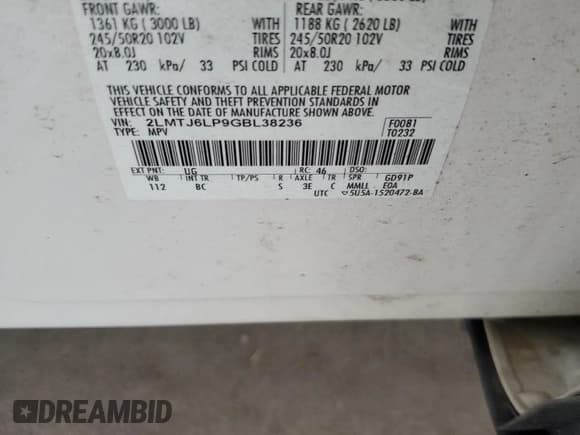 FRONT GAWR: REAR GAWR:
1361 KG ( 3000 LB) WITH 1188 KG ( 2620 LB) WITH
245/50R20 102V TIRES 245/50R20 102V TIRES
20x8.0J RIMS 20x8.0J RIMS
AT 230 kPa/ 33 PSI COLD AT 230 kPa/ 33 PSI COLD
THIS VEHICLE CONFORMS TO ALL APPLICABLE FEDERAL MOTOR
VEHICLE SAFETY AND THEFT PREVENTION STANDARDS IN
EFFECT ON THE DATE OF MANUFACTURE SHOWN ABOVE.
VIN: 2LMTJ6LP9GBL38236 F0081
TYPE: MPV T0232
EXT PNT: UG RC: 46 DSO:
WB INT TR TP/PS R AXLE TR SPR GD91P
112 BC S 3E C MMLL EOA
UTC 5U5A-1520472-BA
DREAMBID